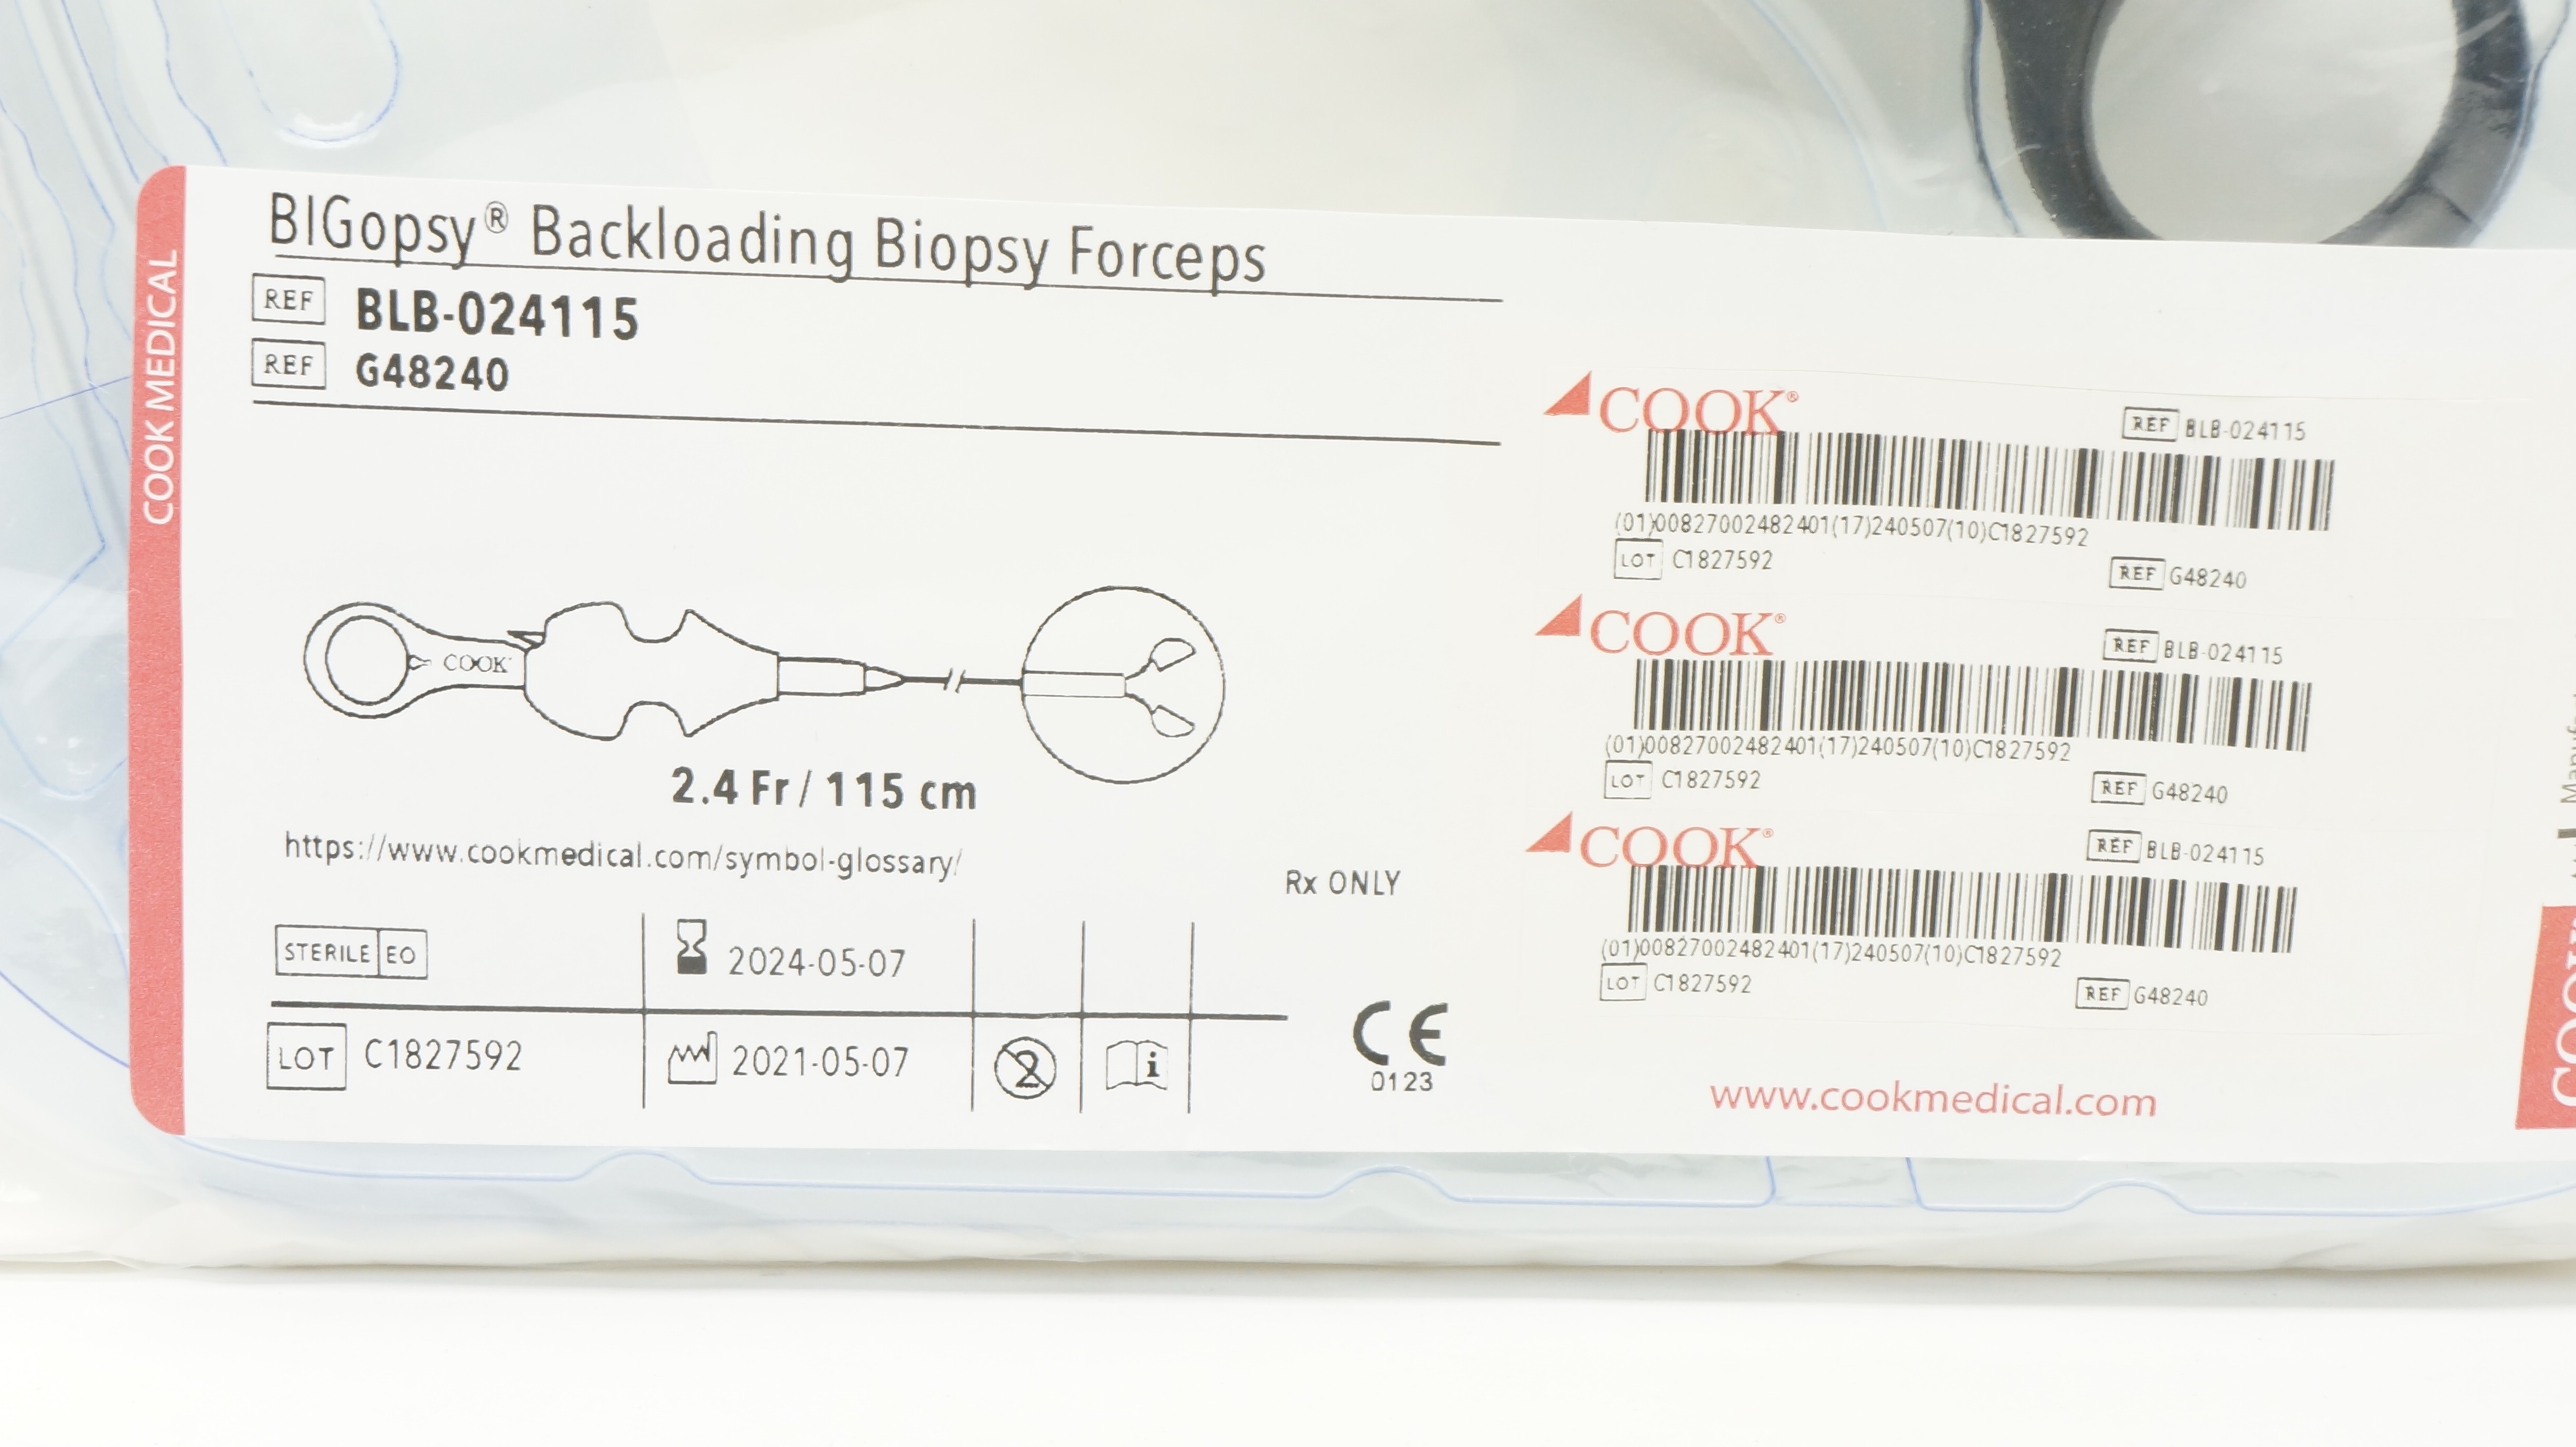 COOK MEDICAL
BIGopsy® Backloading Biopsy Forceps
REF BLB-024115
REF G48240
COOK®
2.4 Fr / 115 cm
https://www.cookmedical.com/symbol-glossary/
Rx ONLY
STERILE EO
2024-05-07
LOT C1827592
2021-05-07
2
i
CE
0123
COOK®
REF BLB-024115
(01)00827002482401(17)240507(10)C1827592
LOT C1827592
REF G48240
COOK®
REF BLB-024115
(01)00827002482401(17)240507(10)C1827592
LOT C1827592
REF G48240
COOK®
REF BLB-024115
(01)00827002482401(17)240507(10)C1827592
LOT C1827592
REF G48240
www.cookmedical.com